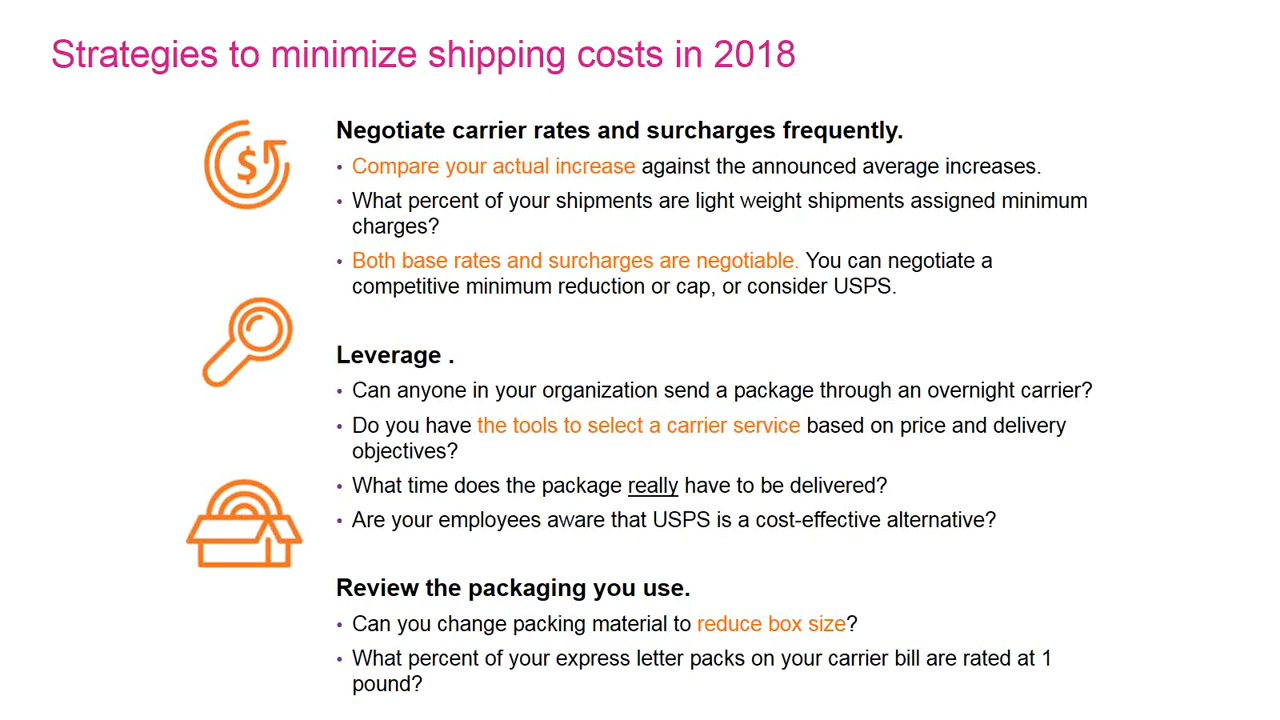 Strategies to minimize shipping costs in 2018
$
Negotiate carrier rates and surcharges frequently.
• Compare your actual increase against the announced average increases.
• What percent of your shipments are light weight shipments assigned minimum
charges?
• Both base rates and surcharges are negotiable. You can negotiate a
competitive minimum reduction or cap, or consider USPS.
Leverage .
• Can anyone in your organization send a package through an overnight carrier?
• Do you have the tools to select a carrier service based on price and delivery
objectives?
• What time does the package really have to be delivered?
• Are your employees aware that USPS is a cost-effective alternative?
Review the packaging you use.
• Can you change packing material to reduce box size?
• What percent of your express letter packs on your carrier bill are rated at 1
pound?